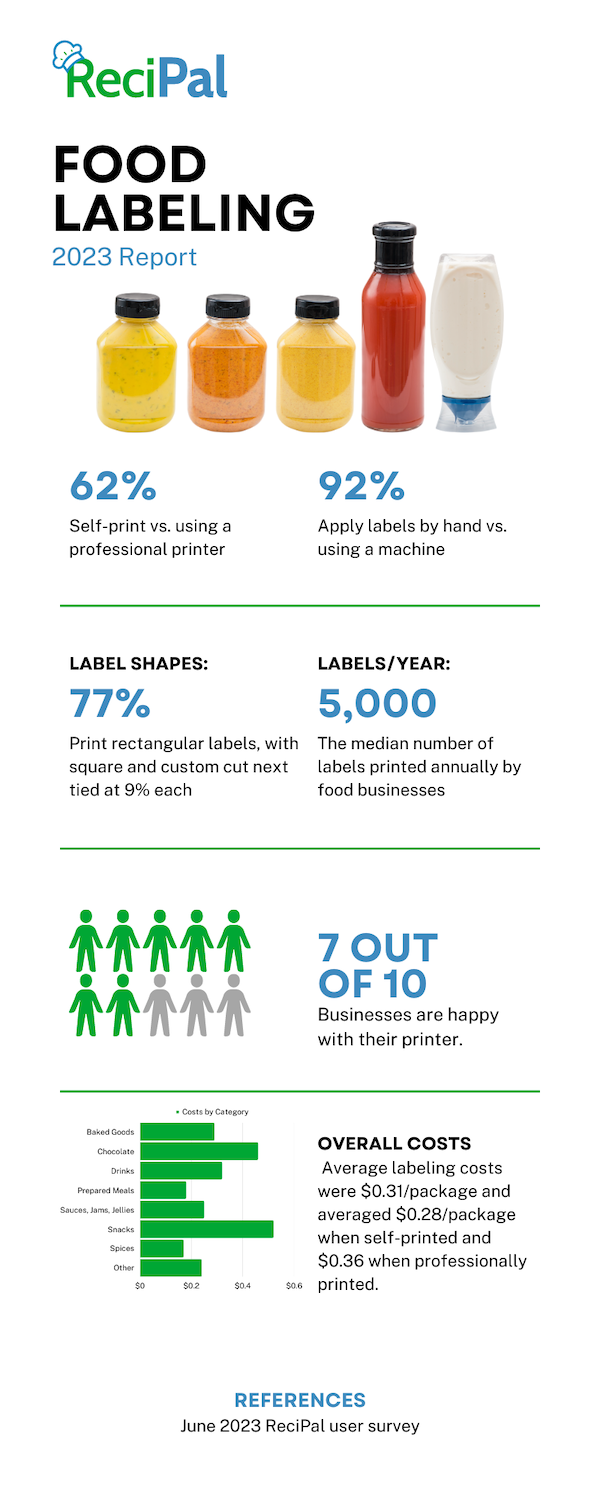 ReciPal
FOOD
LABELING
2023 Report
62%
Self-print vs. using a
professional printer
92%
Apply labels by hand vs.
using a machine
LABEL SHAPES:
77%
Print rectangular labels, with
square and custom cut next
tied at 9% each
LABELS/YEAR:
5,000
The median number of
labels printed annually by
food businesses
7 OUT
OF 10
Businesses are happy
with their printer.
Costs by Category
Baked Goods
Chocolate
Drinks
Prepared Meals
Sauces, Jams, Jellies
Snacks
Spices
Other
$0 $0.2 $0.4 $0.6
OVERALL COSTS
Average labeling costs
were $0.31/package and
averaged $0.28/package
when self-printed and
$0.36 when professionally
printed.
REFERENCES
June 2023 ReciPal user survey